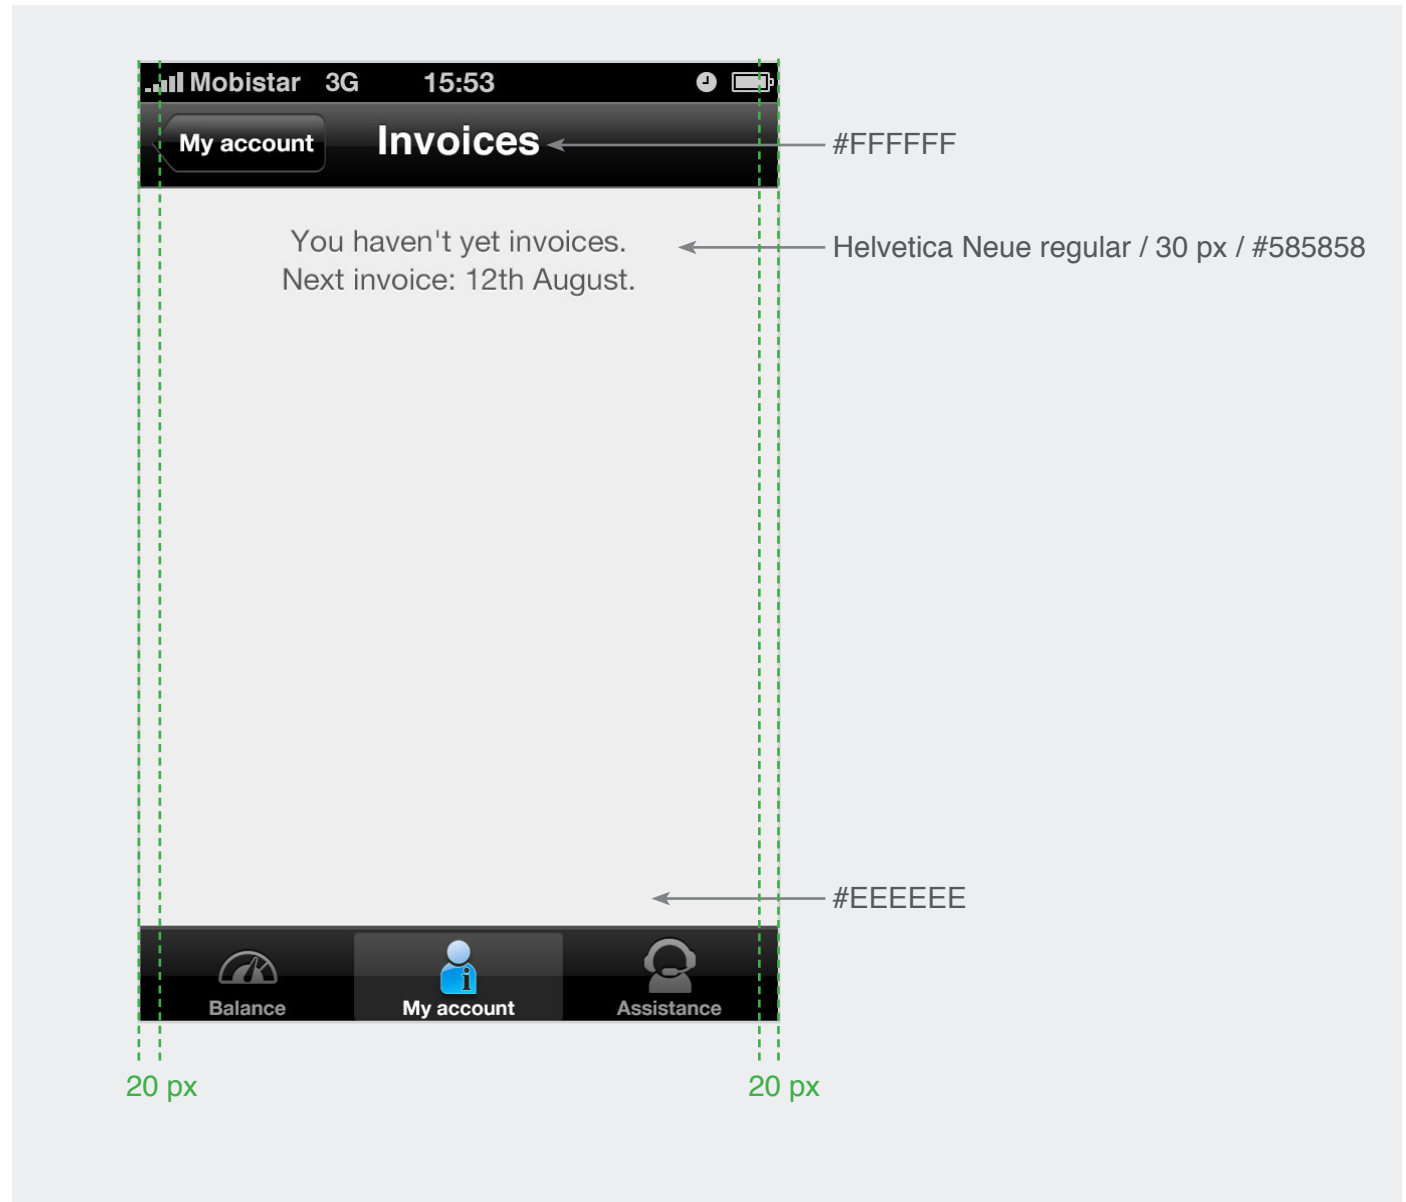 Mobistar 3G 15:53
My account
Invoices
#FFFFFF
You haven't yet invoices.
Next invoice: 12th August.
Helvetica Neue regular / 30 px / #585858
#EEEEEE
Balance
My account
Assistance
20 px
20 px